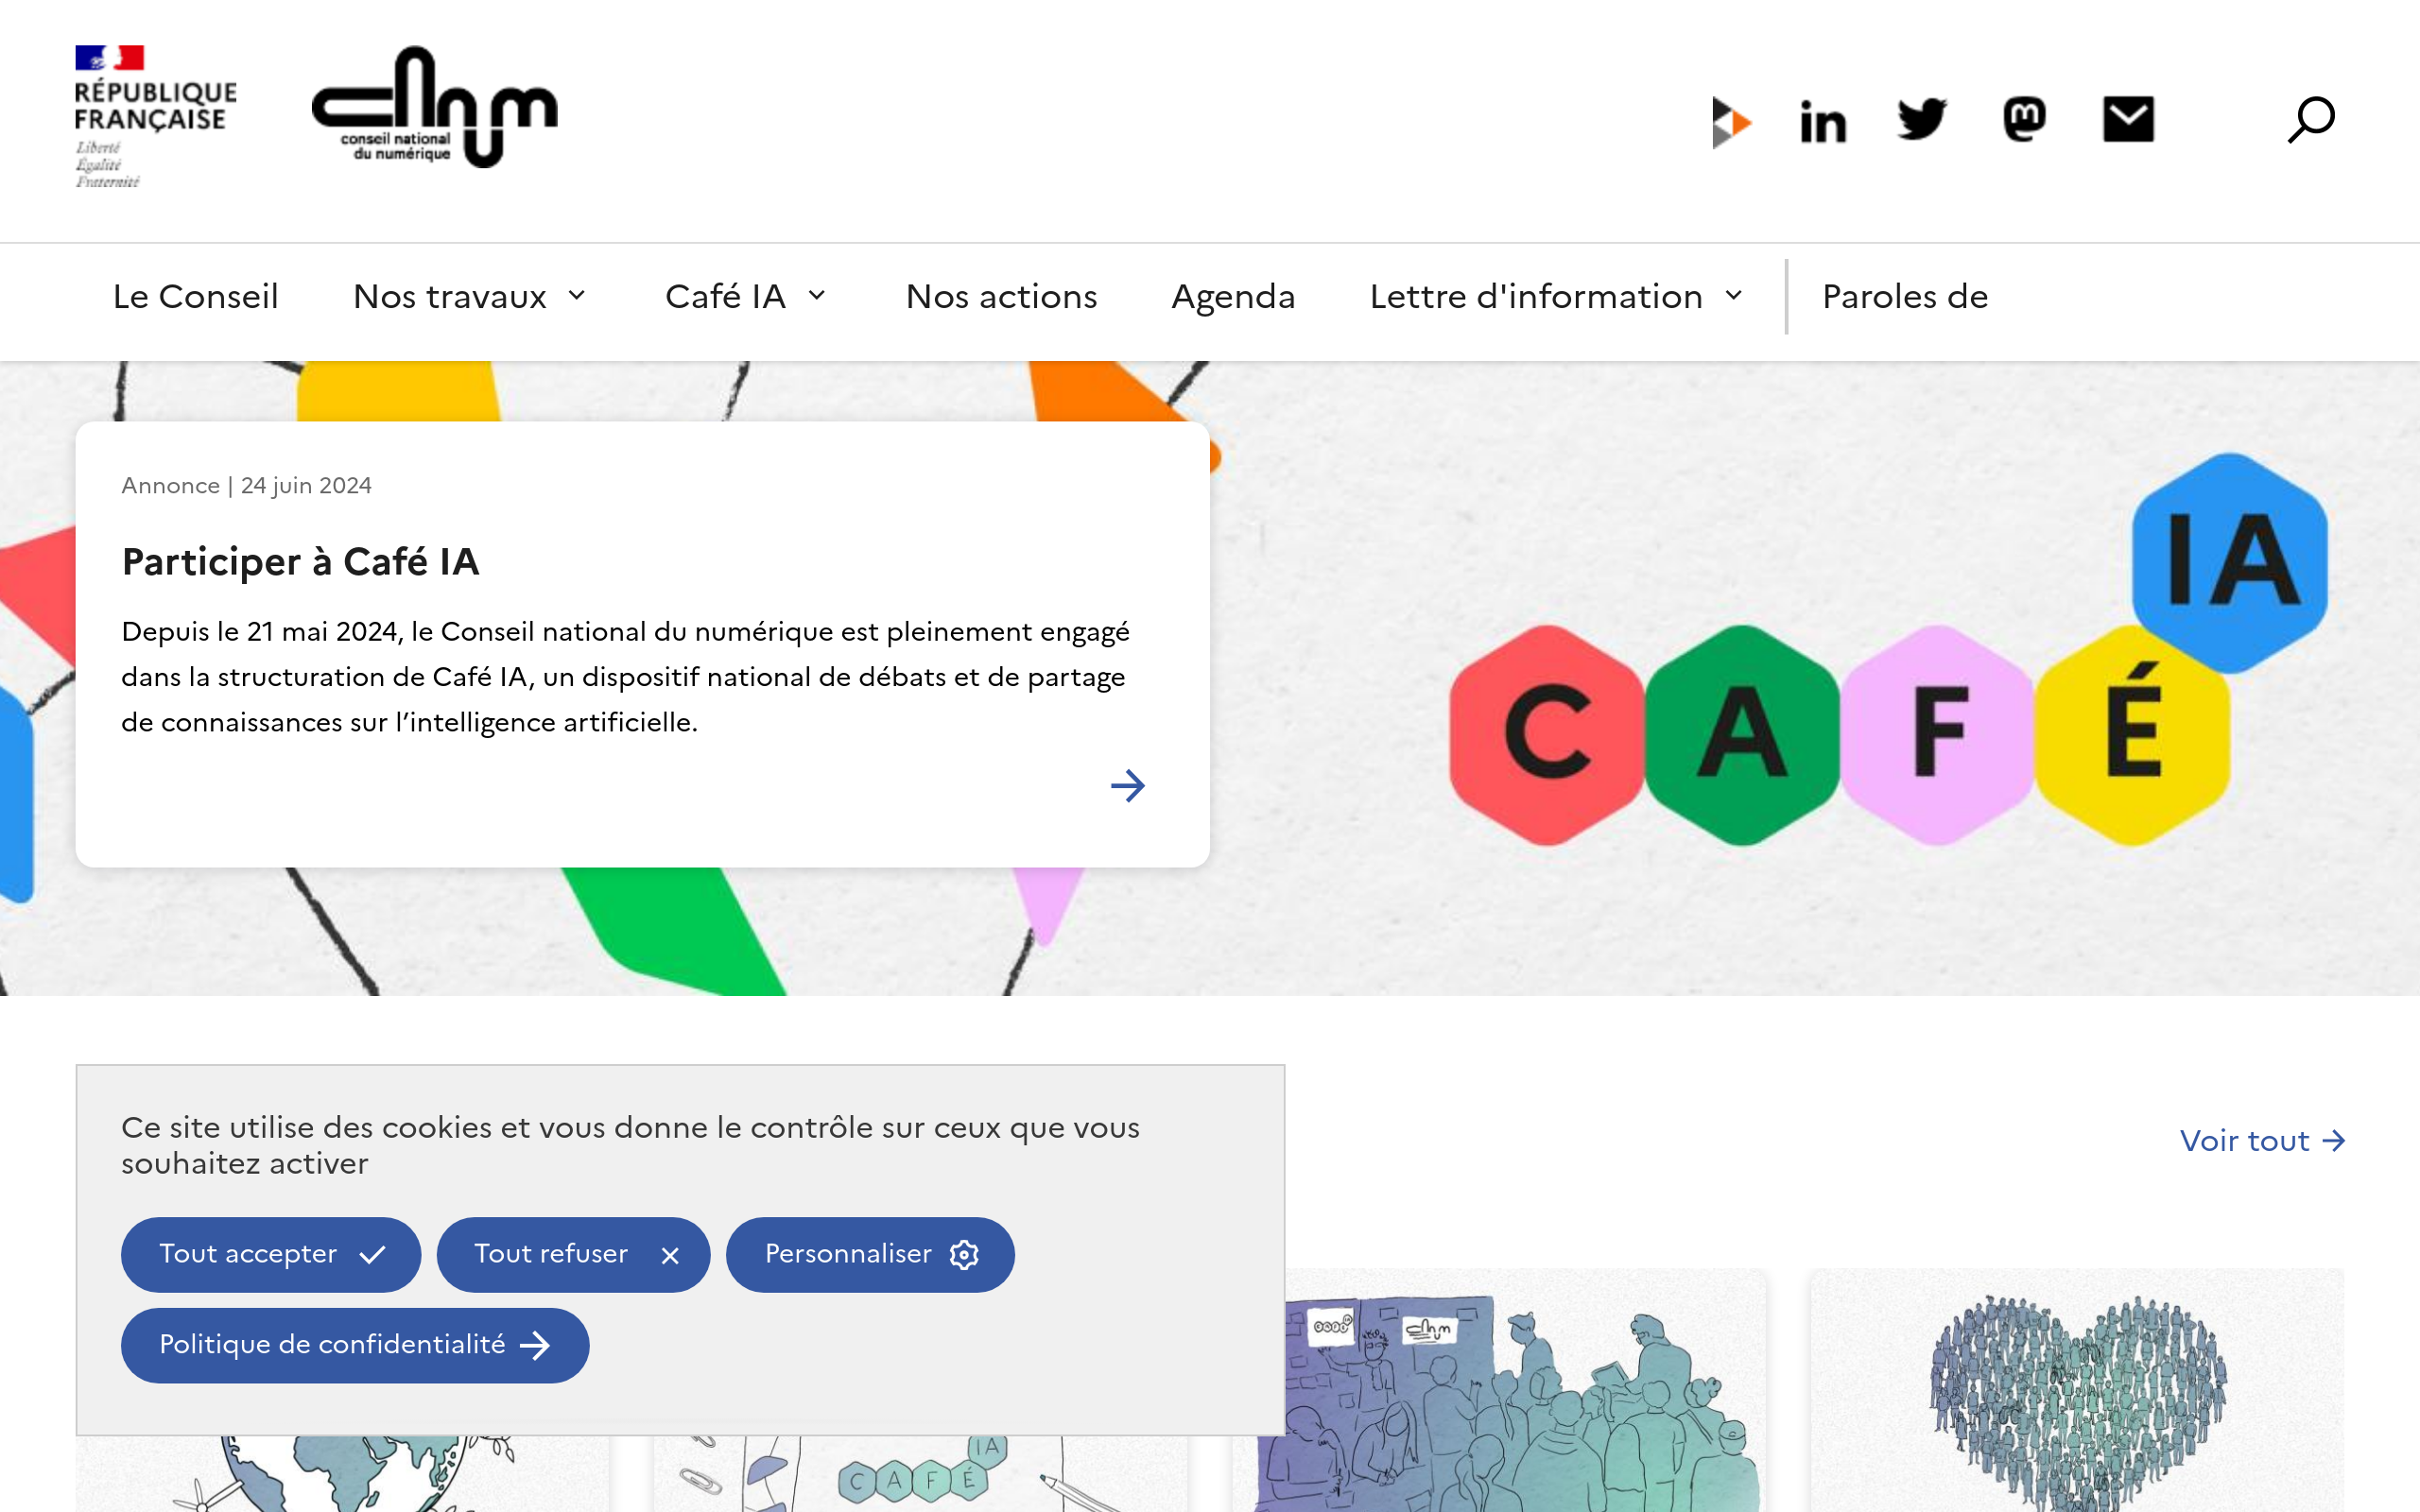 RÉPUBLIQUE
FRANÇAISE
Liberté
Égalité
Fraternité
cnnum
conseil national
du numérique
Le Conseil
Nos travaux
Café IA
Nos actions
Agenda
Lettre d'information
Paroles de
Annonce | 24 juin 2024
Participer à Café IA
Depuis le 21 mai 2024, le Conseil national du numérique est pleinement engagé
dans la structuration de Café IA, un dispositif national de débats et de partage
de connaissances sur l’intelligence artificielle.
IA
CAFÉ
Ce site utilise des cookies et vous donne le contrôle sur ceux que vous
souhaitez activer
Voir tout
Tout accepter
Tout refuser
Personnaliser
Politique de confidentialité
IA
CAFÉ
cnnum